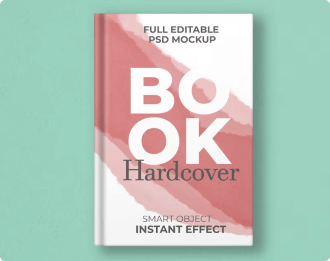 FULL EDITABLE
PSD MOCKUP
BO
OK
Hardcover
SMART OBJECT
INSTANT EFFECT